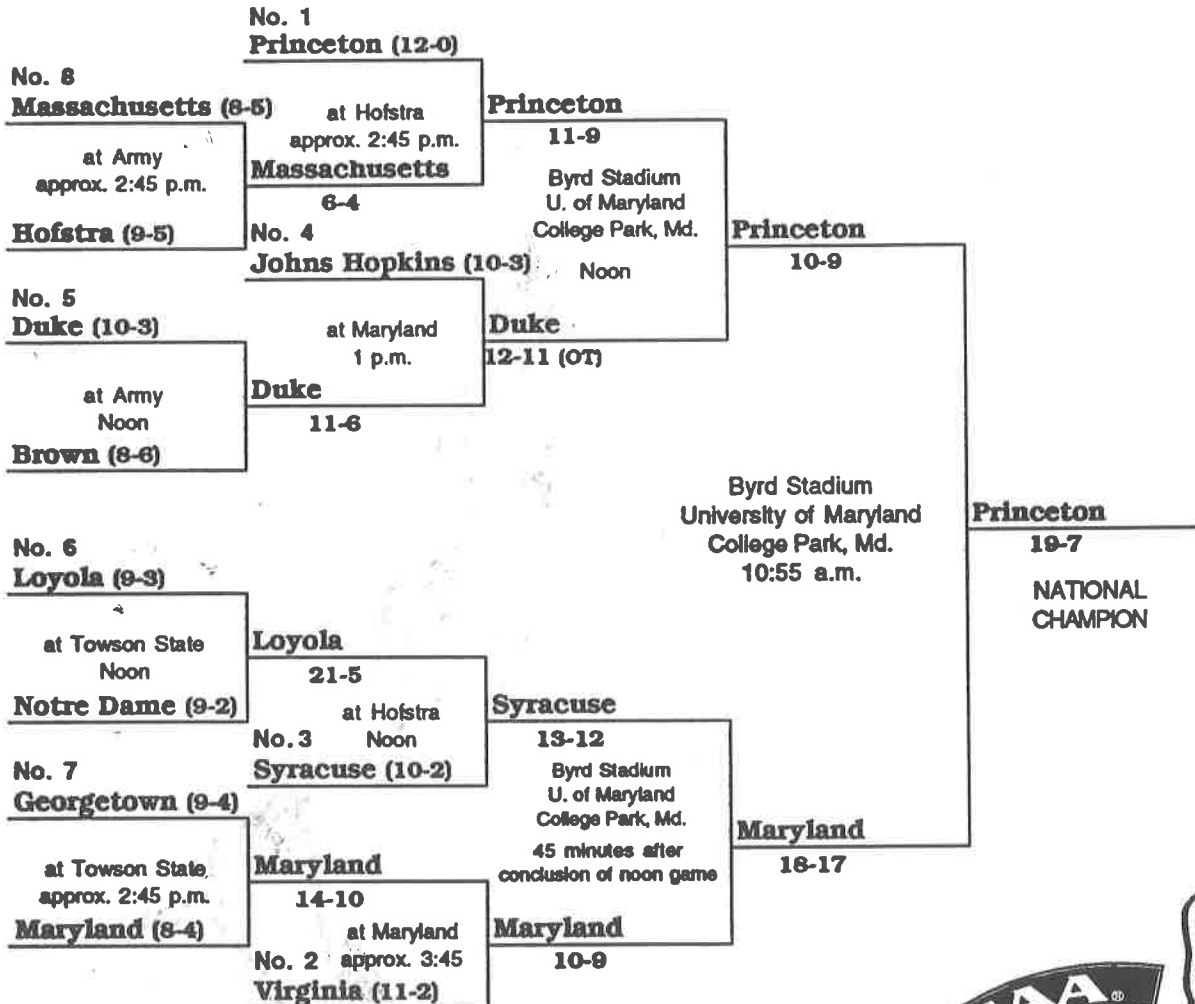 No. 1
Princeton (12-0)
No. 8
Massachusetts (8-5)
at Hofstra
approx. 2:45 p.m.
Princeton
11-9
at Army
approx. 2:45 p.m.
Massachusetts
6-4
Byrd Stadium
U. of Maryland
College Park, Md.
Noon
Hofstra (9-5)
No. 4
Johns Hopkins (10-3)
Princeton
10-9
No. 5
Duke (10-3)
at Maryland
1 p.m.
Duke
12-11 (OT)
at Army
Noon
Duke
11-6
Brown (8-6)
Byrd Stadium
University of Maryland
College Park, Md.
10:55 a.m.
Princeton
19-7
NATIONAL
CHAMPION
No. 6
Loyola (9-3)
at Towson State
Noon
Loyola
21-5
Notre Dame (9-2)
at Hofstra
Noon
No. 3
Syracuse (10-2)
Syracuse
13-12
No. 7
Georgetown (9-4)
Byrd Stadium
U. of Maryland
College Park, Md.
45 minutes after
conclusion of noon game
Maryland
18-17
at Towson State
approx. 2:45 p.m.
Maryland
14-10
Maryland (8-4)
at Maryland
approx. 3:45
Maryland
10-9
No. 2
Virginia (11-2)